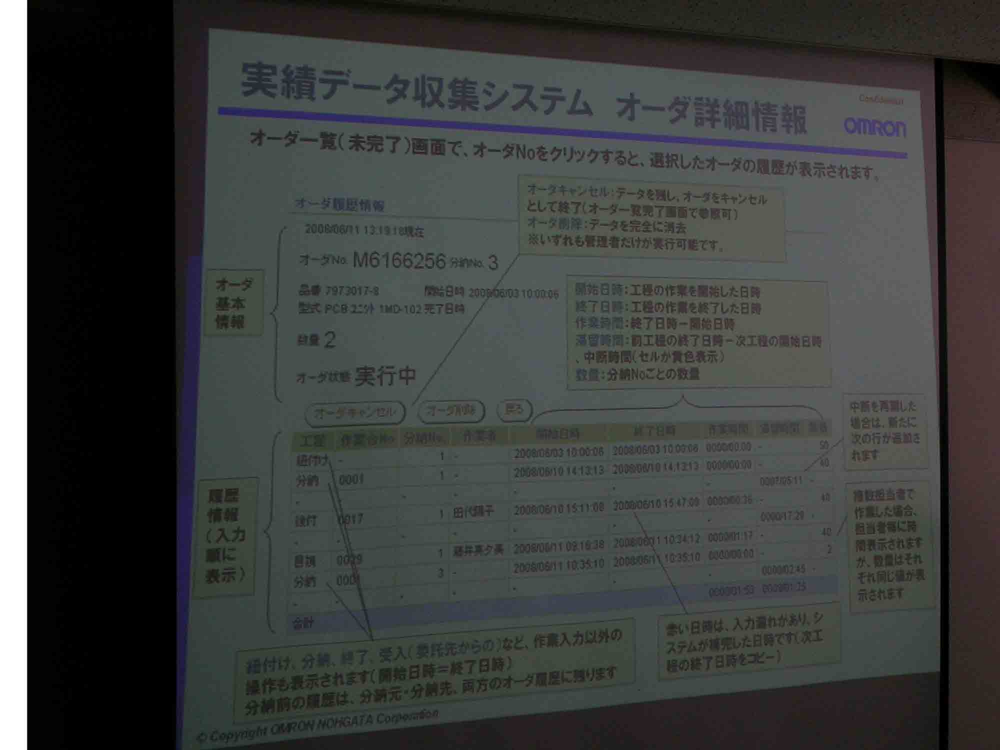 実績データ収集システム　オーダ詳細情報
Confidential
OMRON
オーダ一覧(未完了)画面で、オーダNoをクリックすると、選択したオーダの履歴が表示されます。
オーダ履歴情報
2008/06/11 13:19:18現在
オーダNo. M6166256 分納No. 3
品番 7973017-8 開始日時 2008/06/03 10:00:06
型式 PCBユニット 1MD-102 完了日時
数量 2
オーダ状態 実行中
オーダキャンセル オーダ削除 戻る
オーダキャンセル:データを残し、オーダをキャンセル
として終了(オーダ一覧完了画面で参照可)
オーダ削除:データを完全に消去
※いずれも管理者だけが実行可能です。
開始日時:工程の作業を開始した日時
終了日時:工程の作業を終了した日時
作業時間:終了日時－開始日時
滞留時間:前工程の終了日時－次工程の開始日時
、中断時間(セルが黄色表示)
数量:分納Noごとの数量
オーダ
基本
情報
履歴
情報
(入力
順に
表示)
工程 作業台No 分納No. 作業者 開始日時 終了日時 作業時間 滞留時間 数量
紐付け - 1 - 2008/06/03 10:00:06 2008/06/03 10:00:06 0000/00:00 - 50
分納 0001 1 - 2008/06/10 14:13:13 2008/06/10 14:13:13 0000/00:00 - 40
- - - - - - - 0007/05:11 -
後付 0017 1 田代陽子 2008/06/10 15:11:08 2008/06/10 15:47:09 0000/00:36 - 40
- - - - - - - 0000/17:29 -
目視 0029 1 2008/06/11 09:16:38 2008/06/11 10:34:12 0000/01:17 - 40
分納 0001 3 - 2008/06/11 10:35:10 2008/06/11 10:35:10 0000/00:00 - 2
- - - - - - - 0000/02:45 -
合計 0000/01:53 0008/01:25
中断を再開した
場合は、新たに
次の行が追加さ
れます
複数担当者で
作業した場合、
担当者毎に時
間表示されます
が、数量はそれ
ぞれ同じ値が表
示されます
紐付け、分納、終了、受入(委託先からの)など、作業入力以外の
操作も表示されます(開始日時＝終了日時)
分納前の履歴は、分納元・分納先、両方のオーダ履歴に残ります
赤い日時は、入力漏れがあり、シ
ステムが補完した日時です(次工
程の終了日時をコピー)
© Copyright OMRON NOHGATA Corporation